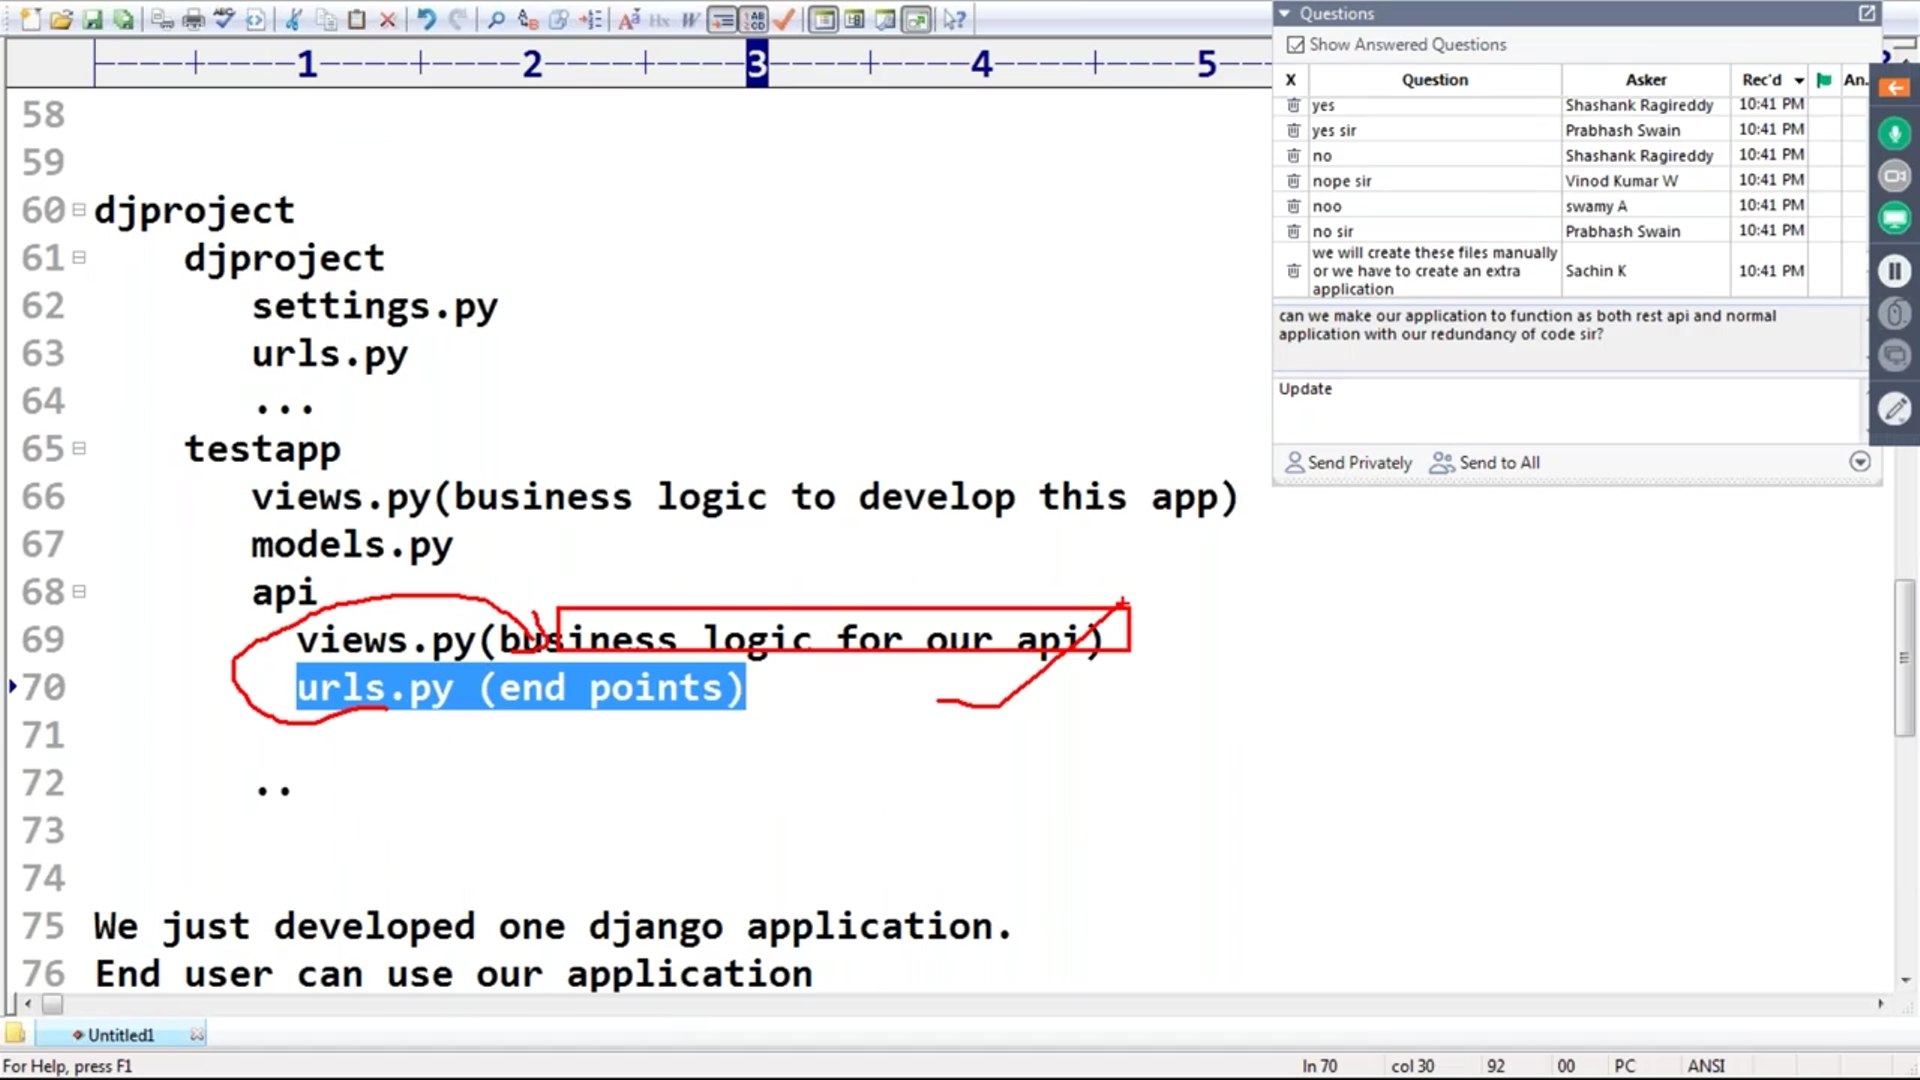 1 2 3 4 5
58
59
60 djproject
61 djproject
62 settings.py
63 urls.py
64 ...
65 testapp
66 views.py(business logic to develop this app)
67 models.py
68 api
69 views.py(business logic for our api)
70 urls.py (end points)
71
72 ..
73
74
75 We just developed one django application.
76 End user can use our application
Untitled1
For Help, press F1
ln 70 col 30 92 00 PC ANSI
Questions
Show Answered Questions
X Question Asker Rec'd An.
yes Shashank Ragireddy 10:41 PM
yes sir Prabhash Swain 10:41 PM
no Shashank Ragireddy 10:41 PM
nope sir Vinod Kumar W 10:41 PM
noo swamy A 10:41 PM
no sir Prabhash Swain 10:41 PM
we will create these files manually
or we have to create an extra Sachin K 10:41 PM
application
can we make our application to function as both rest api and normal
application with our redundancy of code sir?
Update
Send Privately Send to All